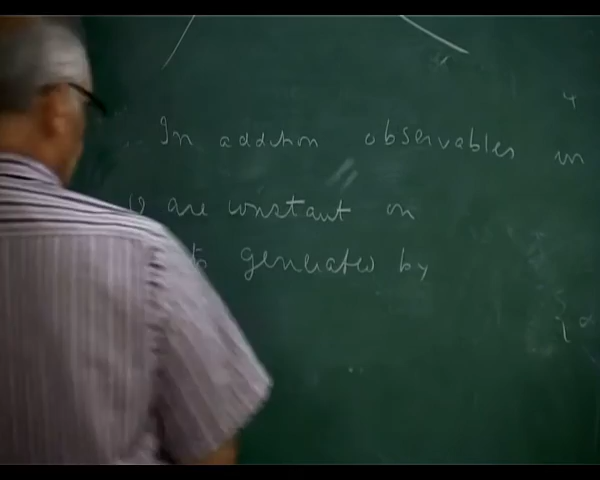 In addition observables in
are constant on
generated by